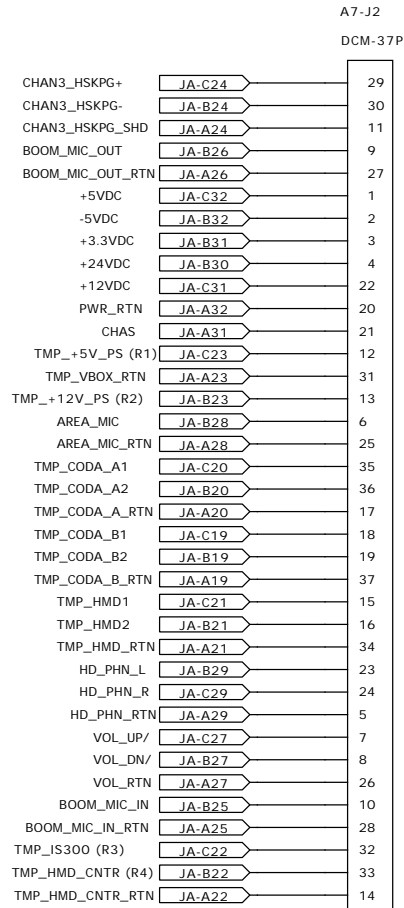 A7-J2
DCM-37P
CHAN3_HSKPG+ JA-C24 29
CHAN3_HSKPG- JA-B24 30
CHAN3_HSKPG_SHD JA-A24 11
BOOM_MIC_OUT JA-B26 9
BOOM_MIC_OUT_RTN JA-A26 27
+5VDC JA-C32 1
-5VDC JA-B32 2
+3.3VDC JA-B31 3
+24VDC JA-B30 4
+12VDC JA-C31 22
PWR_RTN JA-A32 20
CHAS JA-A31 21
TMP_+5V_PS (R1) JA-C23 12
TMP_VBOX_RTN JA-A23 31
TMP_+12V_PS (R2) JA-B23 13
AREA_MIC JA-B28 6
AREA_MIC_RTN JA-A28 25
TMP_CODA_A1 JA-C20 35
TMP_CODA_A2 JA-B20 36
TMP_CODA_A_RTN JA-A20 17
TMP_CODA_B1 JA-C19 18
TMP_CODA_B2 JA-B19 19
TMP_CODA_B_RTN JA-A19 37
TMP_HMD1 JA-C21 15
TMP_HMD2 JA-B21 16
TMP_HMD_RTN JA-A21 34
HD_PHN_L JA-B29 23
HD_PHN_R JA-C29 24
HD_PHN_RTN JA-A29 5
VOL_UP/ JA-C27 7
VOL_DN/ JA-B27 8
VOL_RTN JA-A27 26
BOOM_MIC_IN JA-B25 10
BOOM_MIC_IN_RTN JA-A25 28
TMP_IS300 (R3) JA-C22 32
TMP_HMD_CNTR (R4) JA-B22 33
TMP_HMD_CNTR_RTN JA-A22 14